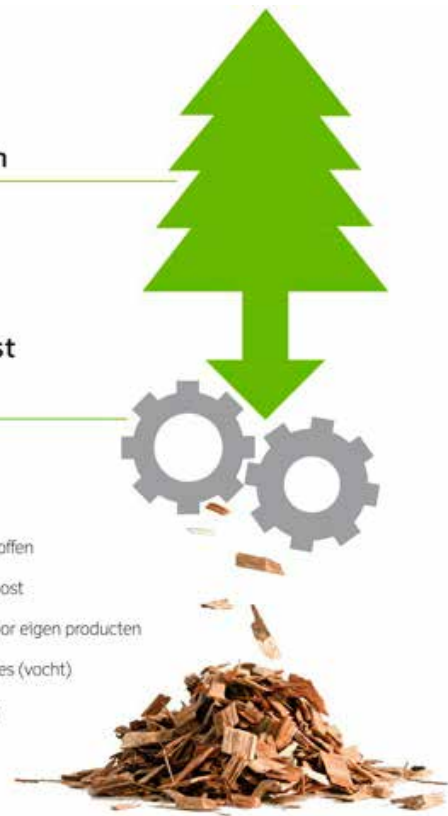 n
st
offen
ost
or eigen producten
es (vocht)